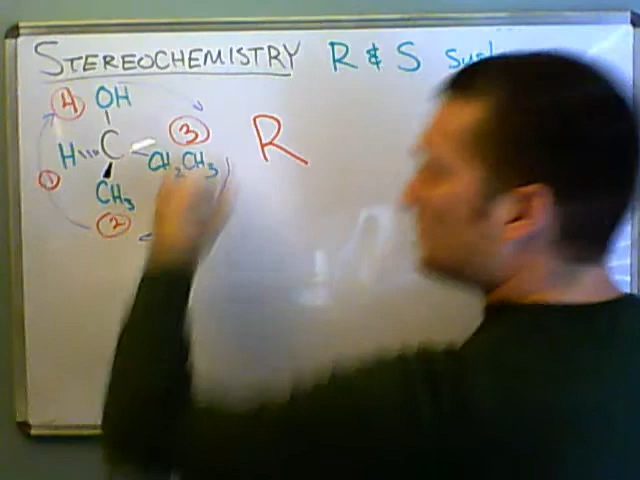 STEREOCHEMISTRY R & S
4 OH
H C 3
CH2CH3
1
CH3
2
R